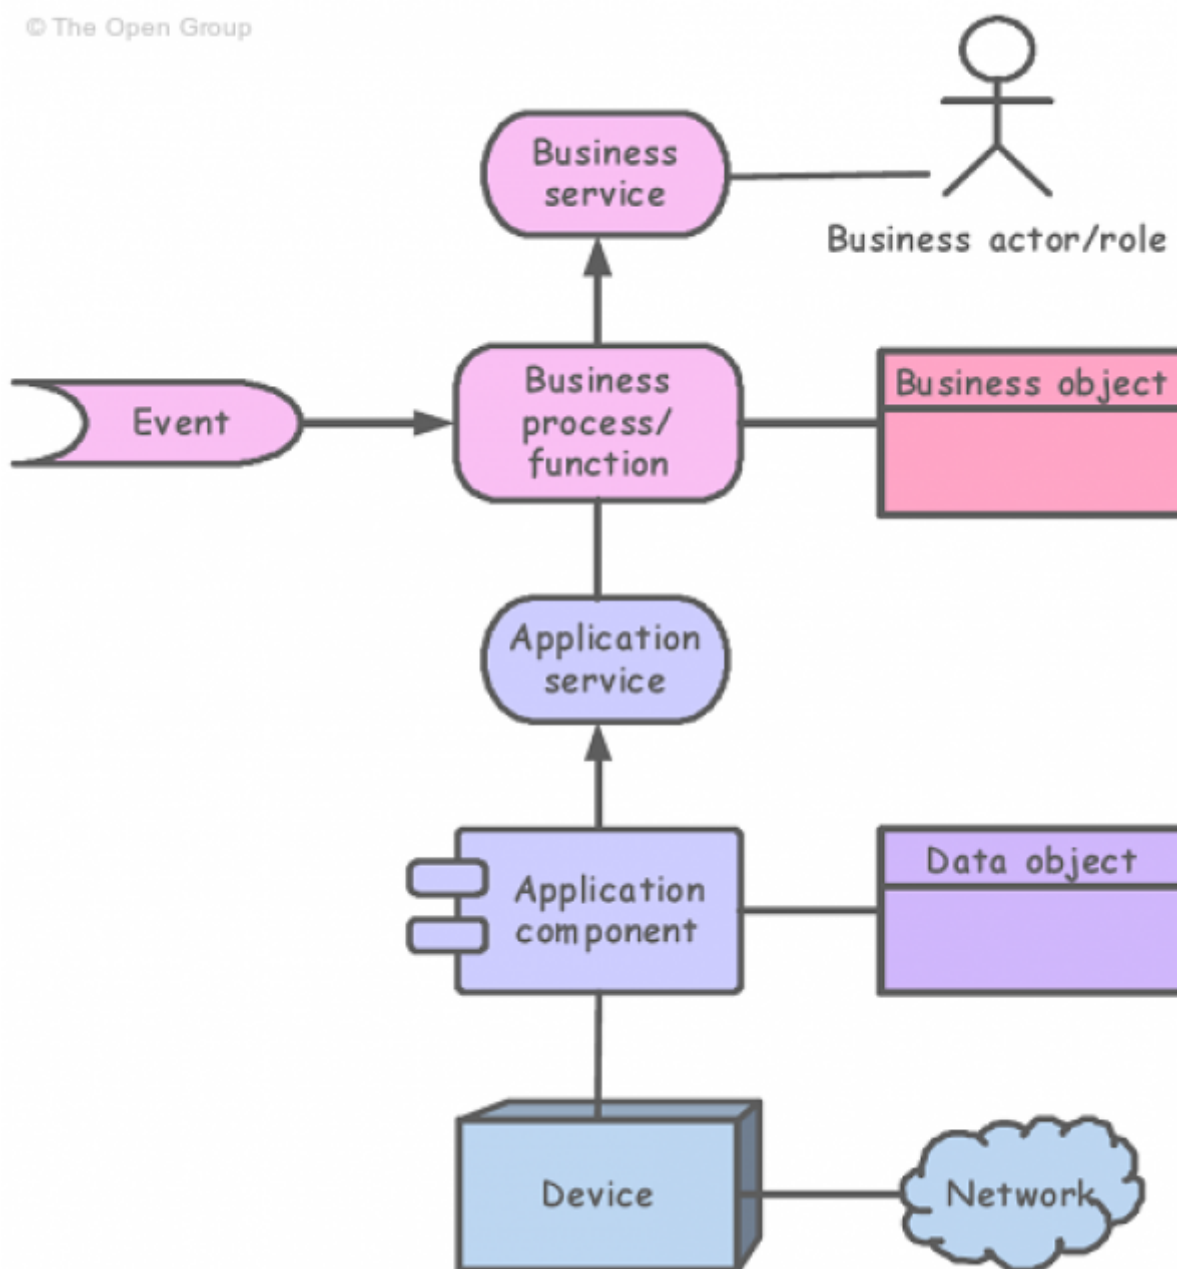 © The Open Group
Business
service
Business actor/role
Business
process/
function
Event
Business object
Application
service
Application
component
Data object
Device
Network